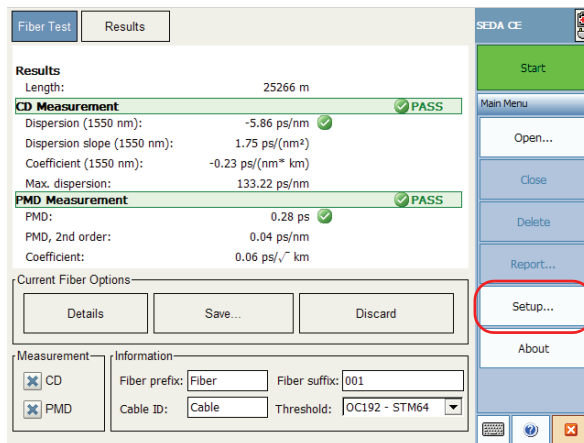 Fiber Test
Results
SEDA CE
Start
Results
Length: 25266 m
Main Menu
CD Measurement PASS
Open...
Dispersion (1550 nm): -5.86 ps/nm
Dispersion slope (1550 nm): 1.75 ps/(nm²)
Coefficient (1550 nm): -0.23 ps/(nm* km)
Close
Max. dispersion: 133.22 ps/nm
PMD Measurement PASS
Delete
PMD: 0.28 ps
PMD, 2nd order: 0.04 ps/nm
Coefficient: 0.06 ps/√ km
Report...
Current Fiber Options
Details
Save...
Discard
Setup...
About
Measurement
CD
PMD
Information
Fiber prefix: Fiber
Fiber suffix: 001
Cable ID: Cable
Threshold: OC192 - STM64